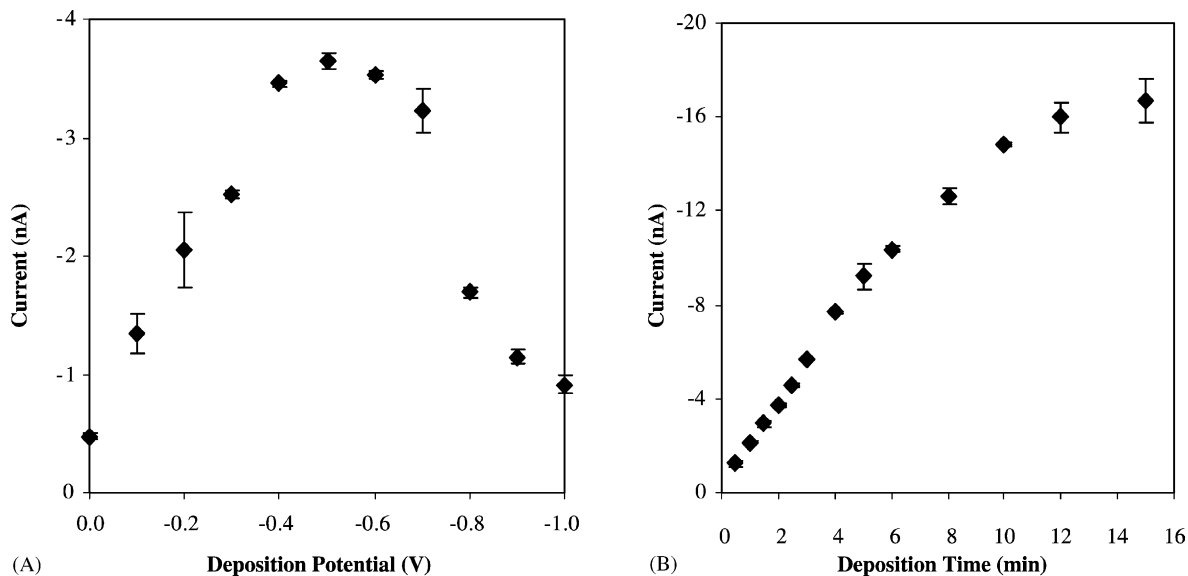 -4
-3
-2
-1
0
Current (nA)
0.0 -0.2 -0.4 -0.6 -0.8 -1.0
(A) Deposition Potential (V)
-20
-16
-12
-8
-4
0
Current (nA)
0 2 4 6 8 10 12 14 16
(B) Deposition Time (min)